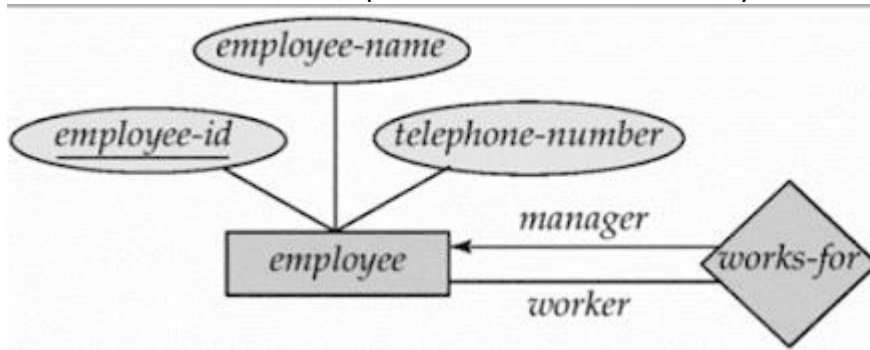 employee-name
employee-id
telephone-number
manager
employee
works-for
worker